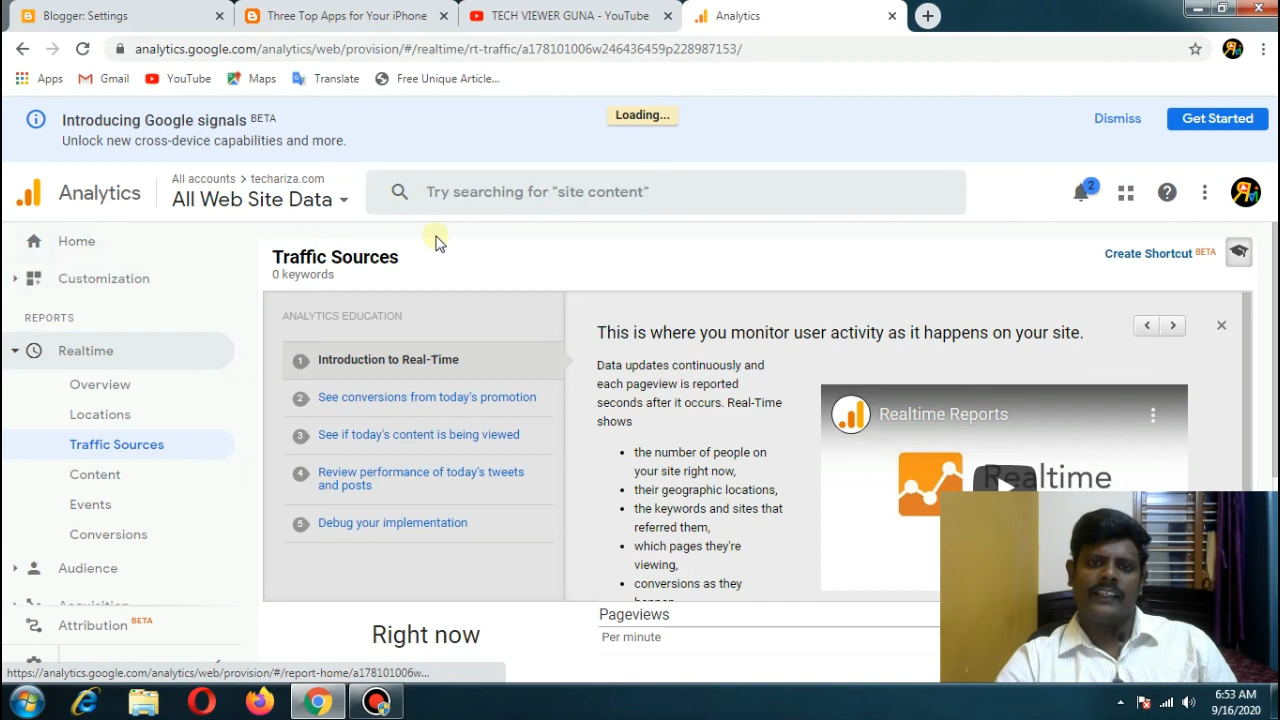 Blogger: Settings
Three Top Apps for Your iPhone
TECH VIEWER GUNA - YouTube
Analytics
analytics.google.com/analytics/web/provision/#/realtime/rt-traffic/a178101006w246436459p228987153/
Apps
Gmail
YouTube
Maps
Translate
Free Unique Article...
Introducing Google signals BETA
Unlock new cross-device capabilities and more.
Loading...
Dismiss
Get Started
Analytics
All accounts > techariza.com
All Web Site Data
Try searching for "site content"
2
Home
Customization
REPORTS
Realtime
Overview
Locations
Traffic Sources
Content
Events
Conversions
Audience
Acquisition
Attribution BETA
Traffic Sources
0 keywords
Create Shortcut BETA
ANALYTICS EDUCATION
1 Introduction to Real-Time
2 See conversions from today's promotion
3 See if today's content is being viewed
4 Review performance of today's tweets
and posts
5 Debug your implementation
This is where you monitor user activity as it happens on your site.
Data updates continuously and
each pageview is reported
seconds after it occurs. Real-Time
shows
• the number of people on
your site right now,
• their geographic locations,
• the keywords and sites that
referred them,
• which pages they're
viewing,
• conversions as they
happen
Realtime Reports
Realtime
Right now
Pageviews
Per minute
https://analytics.google.com/analytics/web/provision/#/report-home/a178101006w...
6:53 AM
9/16/2020